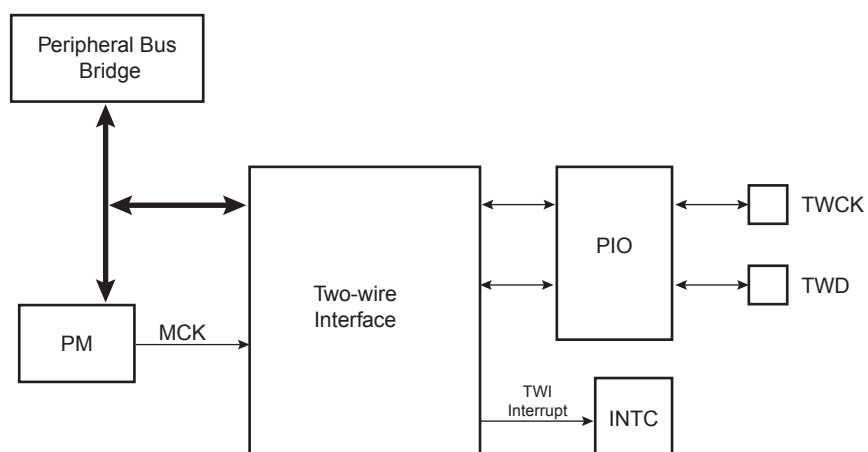 Peripheral Bus
Bridge
TWCK
PIO
Two-wire
Interface
TWD
PM
MCK
TWI
Interrupt
INTC